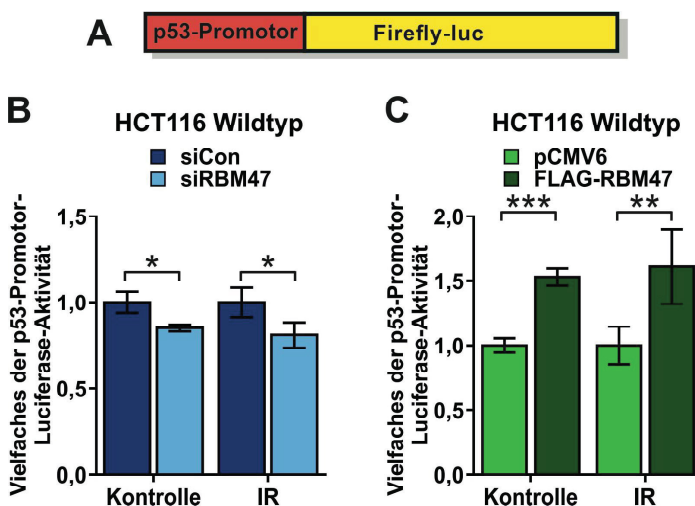 A
p53-Promotor
Firefly-luc
B
HCT116 Wildtyp
siCon
siRBM47
Vielfaches der p53-Promotor-
Luciferase-Aktivität
1,5
1,0
0,5
0,0
*
*
Kontrolle
IR
C
HCT116 Wildtyp
pCMV6
FLAG-RBM47
Vielfaches der p53-Promotor-
Luciferase-Aktivität
2,0
1,5
1,0
0,5
0,0
***
**
Kontrolle
IR